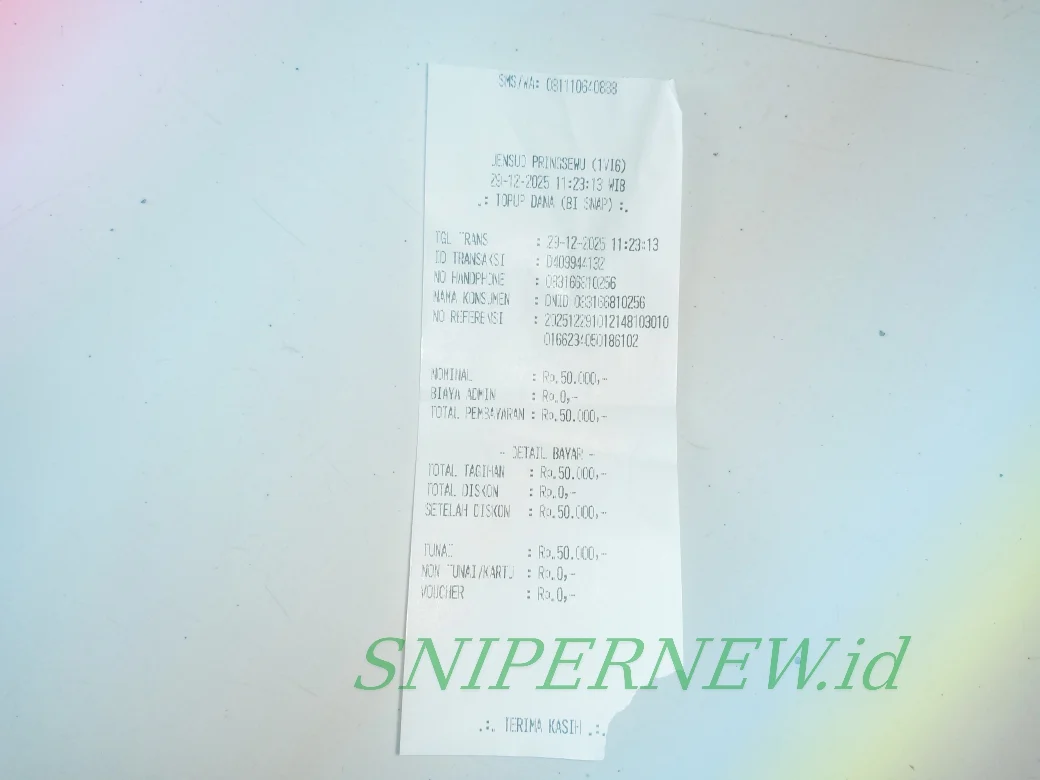 SMS/WA: 081110640888
JENSUD PRINGSEWU (1VI6)
29-12-2025 11:23:13 WIB
.: TOPUP DANA (BI SNAP) :.
TGL TRANS : 29-12-2025 11:23:13
ID TRANSAKSI : 0409944132
NO HANDPHONE : 083166810256
NAMA KONSUMEN : DNID 083166810256
NO REFERENSI : 202512291012148103010
0166234050186102
NOMINAL : Rp.50.000,-
BIAYA ADMIN : Rp.0,-
TOTAL PEMBAYARAN : Rp.50.000,-
- DETAIL BAYAR -
TOTAL TAGIHAN : Rp.50.000,-
TOTAL DISKON : Rp.0,-
SETELAH DISKON : Rp.50.000,-
TUNAI : Rp.50.000,-
NON TUNAI/KARTU : Rp.0,-
VOUCHER : Rp.0,-
SNIPERNEW.id
.:. TERIMA KASIH .:.